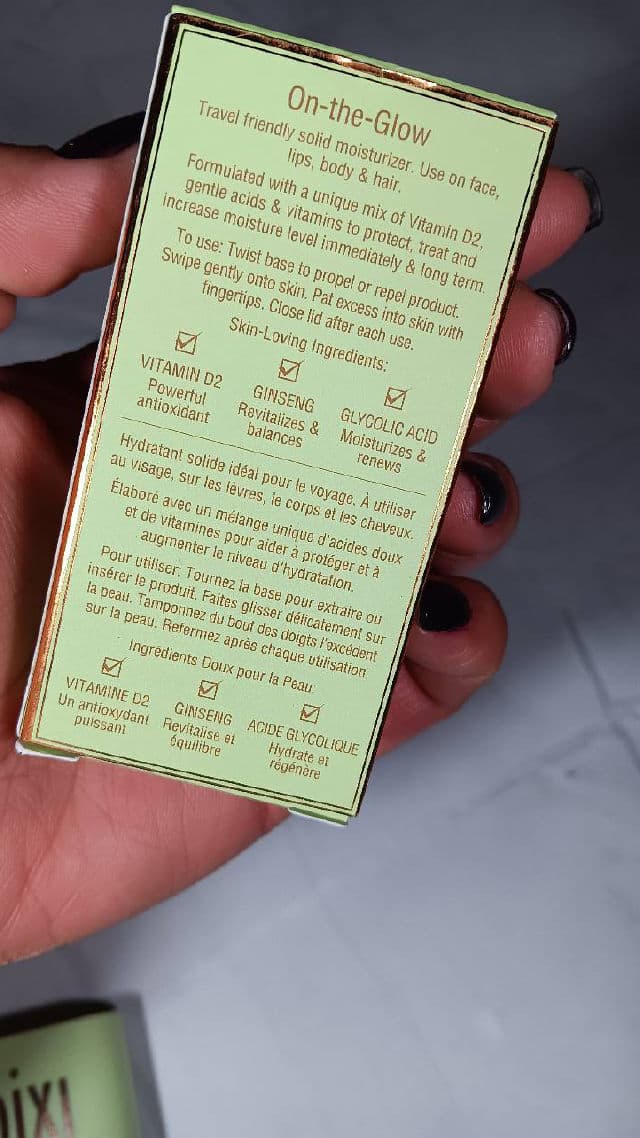 On-the-Glow
Travel friendly solid moisturizer. Use on face,
lips, body & hair.
Formulated with a unique mix of Vitamin D2,
gentle acids & vitamins to protect, treat and
increase moisture level immediately & long term.
To use: Twist base to propel or repel product.
Swipe gently onto skin. Pat excess into skin with
fingertips. Close lid after each use.
Skin-Loving Ingredients:
VITAMIN D2
Powerful
antioxidant
GINSENG
Revitalizes &
balances
GLYCOLIC ACID
Moisturizes &
renews
Hydratant solide idéal pour le voyage. À utiliser
au visage, sur les lèvres, le corps et les cheveux.
Élaboré avec un mélange unique d'acides doux
et de vitamines pour aider à protéger et à
augmenter le niveau d'hydratation.
Pour utiliser: Tournez la base pour extraire ou
insérer le produit. Faites glisser délicatement sur
la peau. Tamponnez du bout des doigts l'excédent
sur la peau. Refermez après chaque utilisation
Ingrédients Doux pour la Peau:
VITAMINE D2
Un antioxydant
puissant
GINSENG
Revitalise et
équilibre
ACIDE GLYCOLIQUE
Hydrate et
régénère
pixi